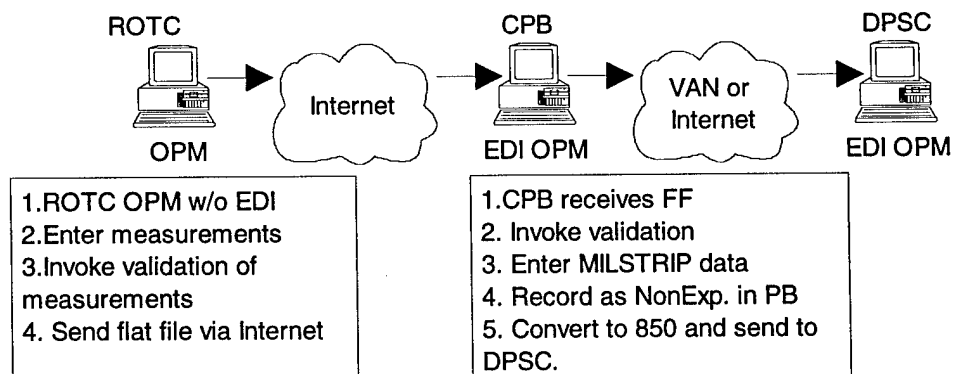 ROTC
CPB
DPSC
Internet
VAN or
Internet
OPM
EDI OPM
EDI OPM
1.ROTC OPM w/o EDI
2.Enter measurements
3.Invoke validation of
measurements
4. Send flat file via Internet
1.CPB receives FF
2. Invoke validation
3. Enter MILSTRIP data
4. Record as NonExp. in PB
5. Convert to 850 and send to
DPSC.